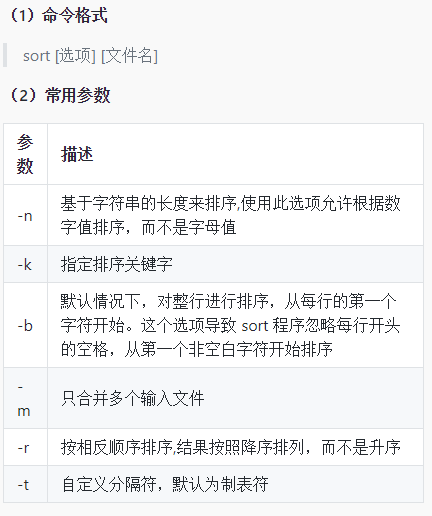 （1）命令格式
sort [选项] [文件名]
（2）常用参数
参
数
描述
-n
基于字符串的长度来排序,使用此选项允许根据数
字值排序，而不是字母值
-k
指定排序关键字
-b
默认情况下，对整行进行排序，从每行的第一个
字符开始。这个选项导致 sort 程序忽略每行开头
的空格，从第一个非空白字符开始排序
-
m
只合并多个输入文件
-r
按相反顺序排序,结果按照降序排列，而不是升序
-t
自定义分隔符，默认为制表符